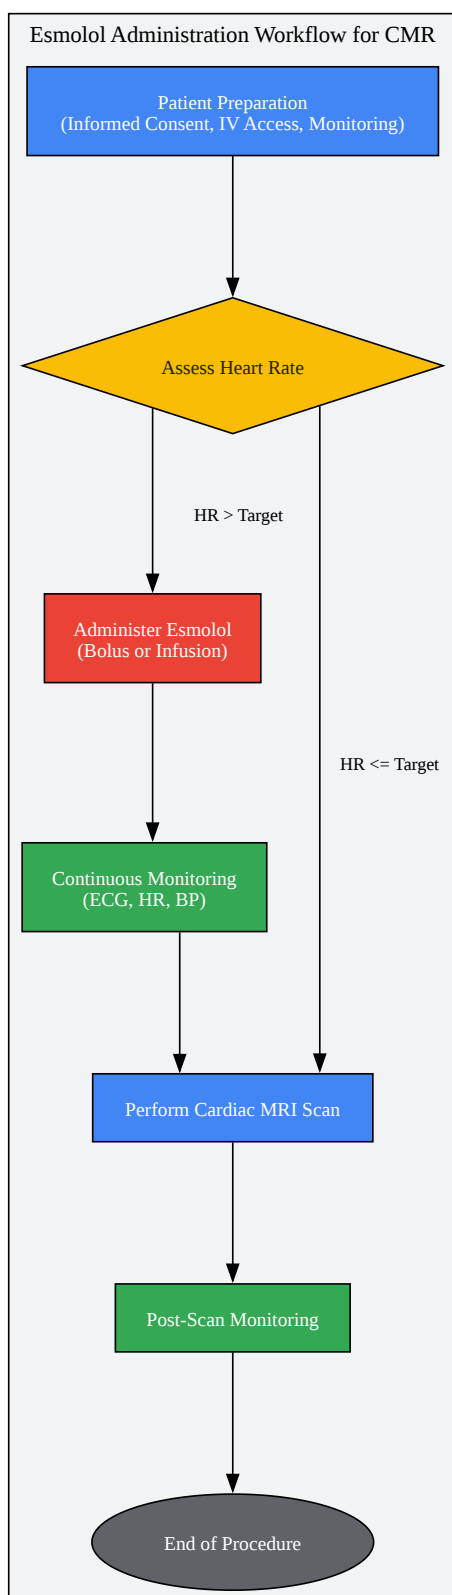 Esmolol Administration Workflow for CMR
Patient Preparation
(Informed Consent, IV Access, Monitoring)
Assess Heart Rate
HR > Target
Administer Esmolol
(Bolus or Infusion)
HR <= Target
Continuous Monitoring
(ECG, HR, BP)
Perform Cardiac MRI Scan
Post-Scan Monitoring
End of Procedure